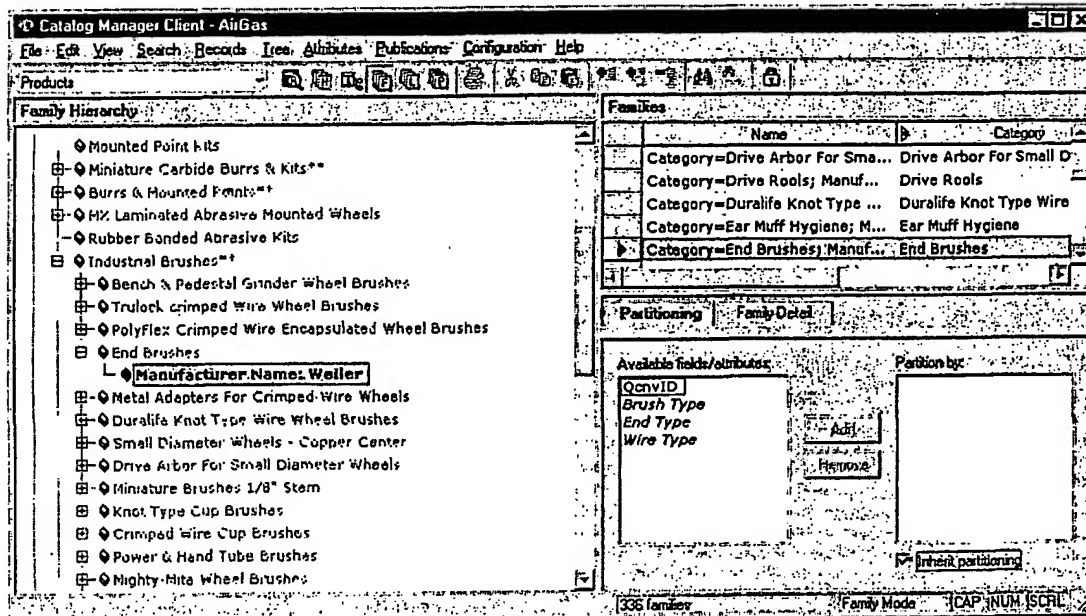 Catalog Manager Client - AirGas
File Edit View Search Records Tree Attributes Publications Configuration Help
Products
Family Hierarchy
Mounted Point Kits
Miniature Carbide Burrs & Kits**
Burrs & Mounted Points**
HX Laminated Abrasive Mounted Wheels
Rubber Bonded Abrasive Kits
Industrial Brushes**
Bench & Pedestal Grinder Wheel Brushes
Trulock Crimped Wire Wheel Brushes
PolyFlex Crimped Wire Encapsulated Wheel Brushes
End Brushes
Manufacturer.Name: Weiler
Metal Adapters For Crimped Wire Wheels
Duralife Knot Type Wire Wheel Brushes
Small Diameter Wheels - Copper Center
Drive Arbor For Small Diameter Wheels
Miniature Brushes 1/8" Stem
Knot Type Cup Brushes
Crimped Wire Cup Brushes
Power & Hand Tube Brushes
Mighty-Mite Wheel Brushes
Families
Name Category
Category=Drive Arbor For Sma... Drive Arbor For Small D
Category=Drive Rools; Manuf... Drive Rools
Category=Duralife Knot Type ... Duralife Knot Type Wire
Category=Ear Muff Hygiene; M... Ear Muff Hygiene
Category=End Brushes; Manuf... End Brushes
Partitioning Family Detail
Available fields/attributes: Partition by:
QcnvID
Brush Type
End Type
Wire Type
Add
Remove
Inherit partitioning
336 families Family Mode CAP NUM SCRL